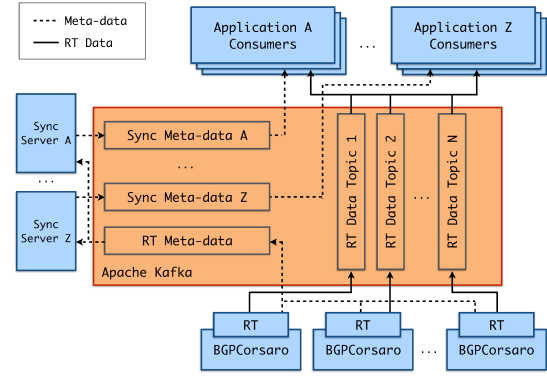 Meta-data
RT Data
Application A
Consumers
...
Application Z
Consumers
Sync
Server A
...
Sync
Server Z
Sync Meta-data A
...
Sync Meta-data Z
RT Meta-data
Apache Kafka
RT Data Topic 1
RT Data Topic 2
...
RT Data Topic N
RT
BGPCorsaro
RT
BGPCorsaro
...
RT
BGPCorsaro